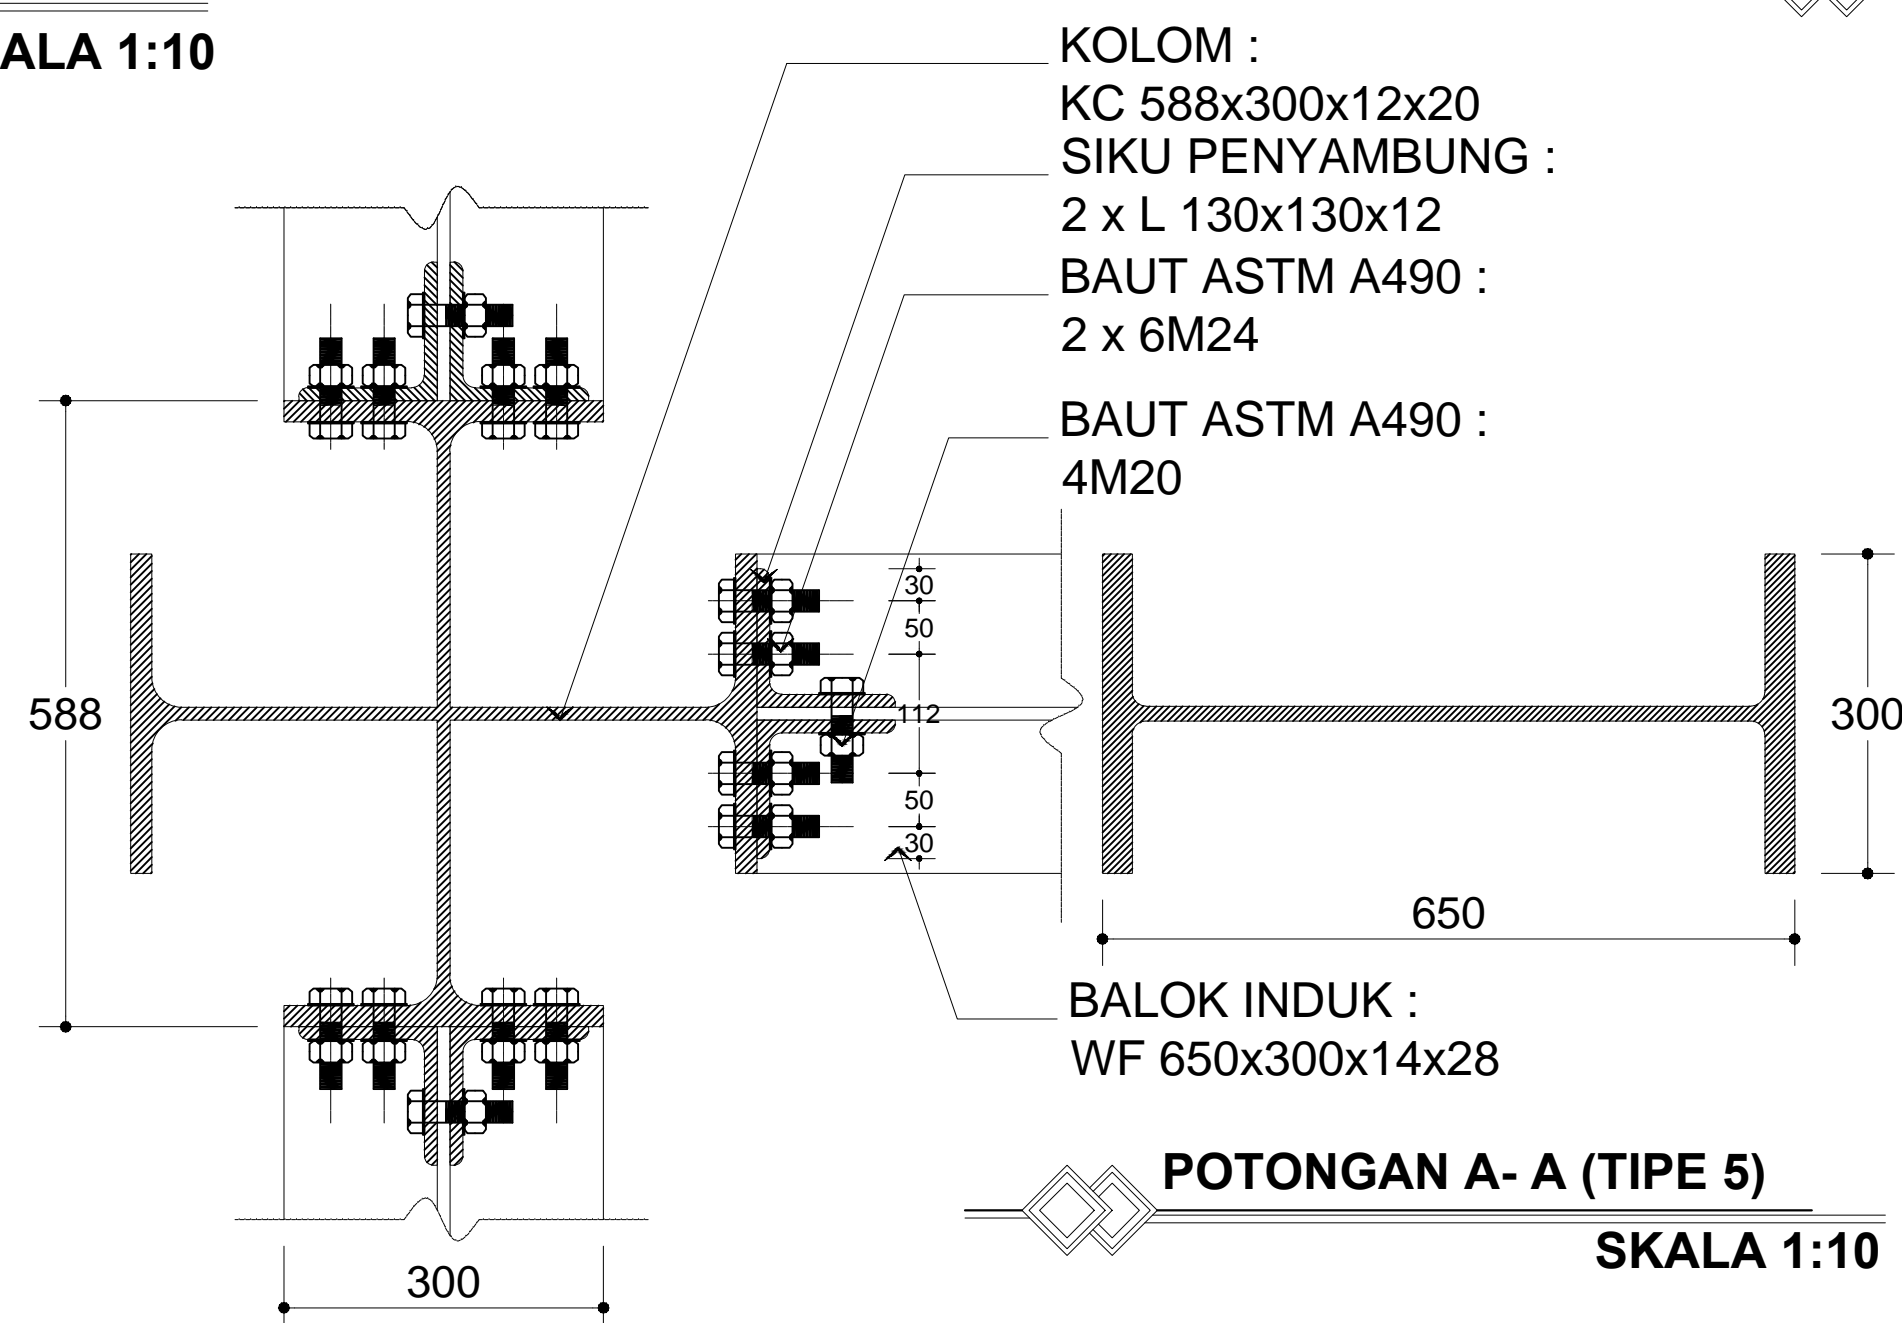 ALA 1:10
KOLOM :
KC 588x300x12x20
SIKU PENYAMBUNG :
2 x L 130x130x12
BAUT ASTM A490 :
2 x 6M24
BAUT ASTM A490 :
4M20
30
50
112
50
30
588
300
650
BALOK INDUK :
WF 650x300x14x28
POTONGAN A- A (TIPE 5)
SKALA 1:10
300